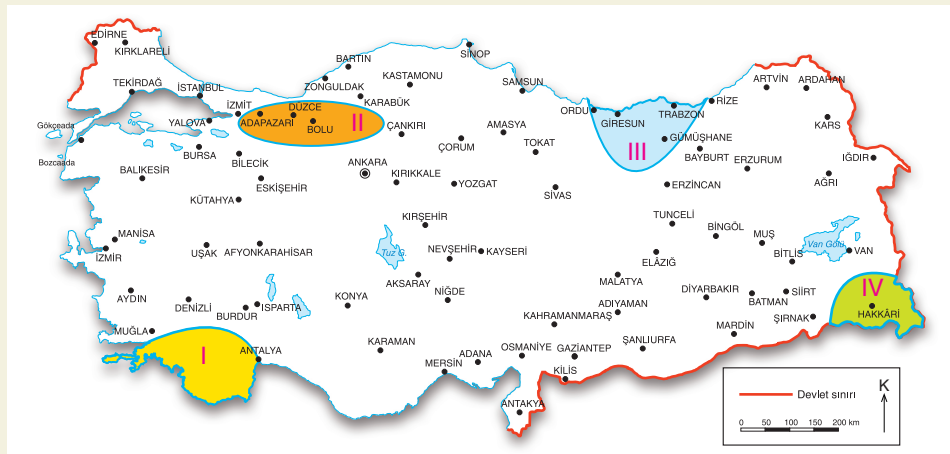 EDİRNE
KIRKLARELİ
TEKİRDAĞ
İSTANBUL
İZMİT
YALOVA
ADAPAZARI
DÜZCE
BOLU
II
BARTIN
ZONGULDAK
KARABÜK
KASTAMONU
SİNOP
SAMSUN
ORDU
GİRESUN
TRABZON
RİZE
ARTVİN
ARDAHAN
KARS
IĞDIR
AĞRI
III
GÜMÜŞHANE
BAYBURT
ERZURUM
ERZİNCAN
Gökçeada
Bozcaada
BURSA
BİLECİK
BALIKESİR
ESKİŞEHİR
KÜTAHYA
ANKARA
ÇANKIRI
KIRIKKALE
ÇORUM
AMASYA
TOKAT
YOZGAT
SİVAS
KIRŞEHİR
NEVŞEHİR
KAYSERİ
Tuz G.
AKSARAY
NİĞDE
MANİSA
İZMİR
UŞAK
AFYONKARAHİSAR
AYDIN
DENİZLİ
BURDUR
ISPARTA
MUĞLA
I
ANTALYA
KONYA
KARAMAN
MERSİN
ADANA
OSMANİYE
ANTAKYA
KİLİS
GAZİANTEP
KAHRAMANMARAŞ
ADIYAMAN
MALATYA
ŞANLIURFA
TUNCELİ
ELÂZIĞ
BİNGÖL
MUŞ
BİTLİS
Van Gölü
VAN
DİYARBAKIR
BATMAN
SİİRT
MARDİN
ŞIRNAK
IV
HAKKÂRİ
K
Devlet sınırı
0 50 100 150 200 km